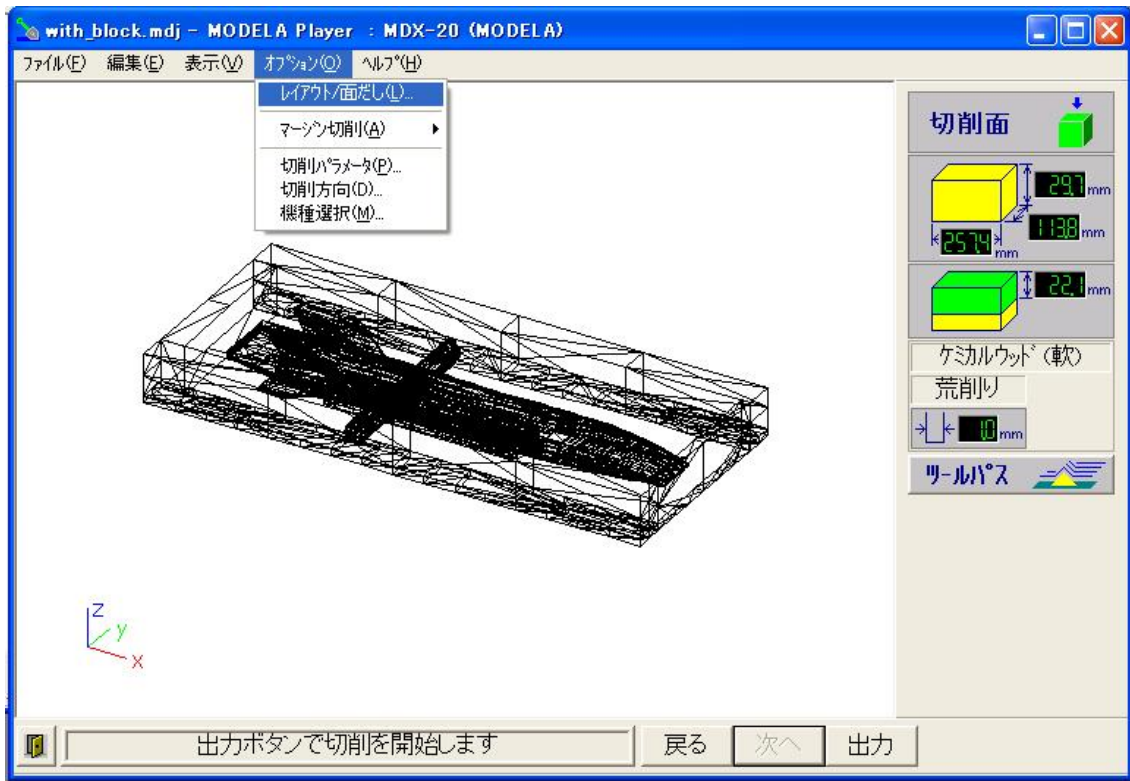 with_block.mdj - MODELA Player : MDX-20 (MODELA)
ファイル(F) 編集(E) 表示(V) オプション(O) ヘルプ(H)
レイアウト/面だし(L)...
マージン切削(A)
切削パラメータ(P)...
切削方向(D)...
機種選択(M)...
切削面
29.7 mm
113.8 mm
257.4 mm
22.1 mm
ケミカルウッド(軟)
荒削り
1.0 mm
ツールパス
Z
Y
X
出力ボタンで切削を開始します 戻る 次へ 出力